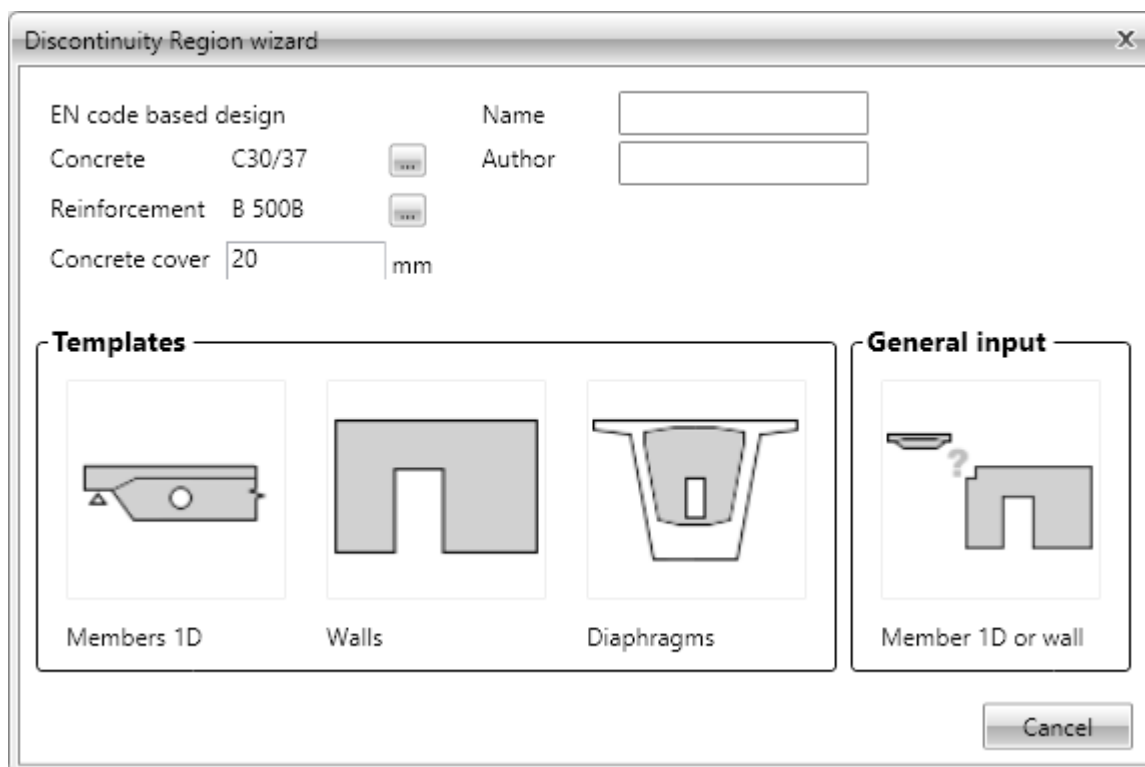 Discontinuity Region wizard
EN code based design
Name
Concrete C30/37 ...
Author
Reinforcement B 500B ...
Concrete cover 20 mm
Templates
General input
?
Members 1D
Walls
Diaphragms
Member 1D or wall
Cancel